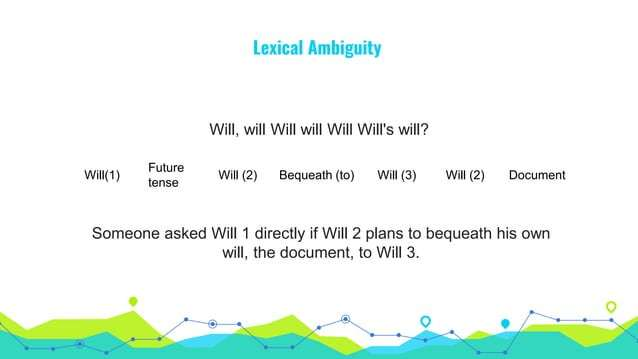 Lexical Ambiguity
Will, will Will will Will Will's will?
Will(1) Future tense Will (2) Bequeath (to) Will (3) Will (2) Document
Someone asked Will 1 directly if Will 2 plans to bequeath his own
will, the document, to Will 3.